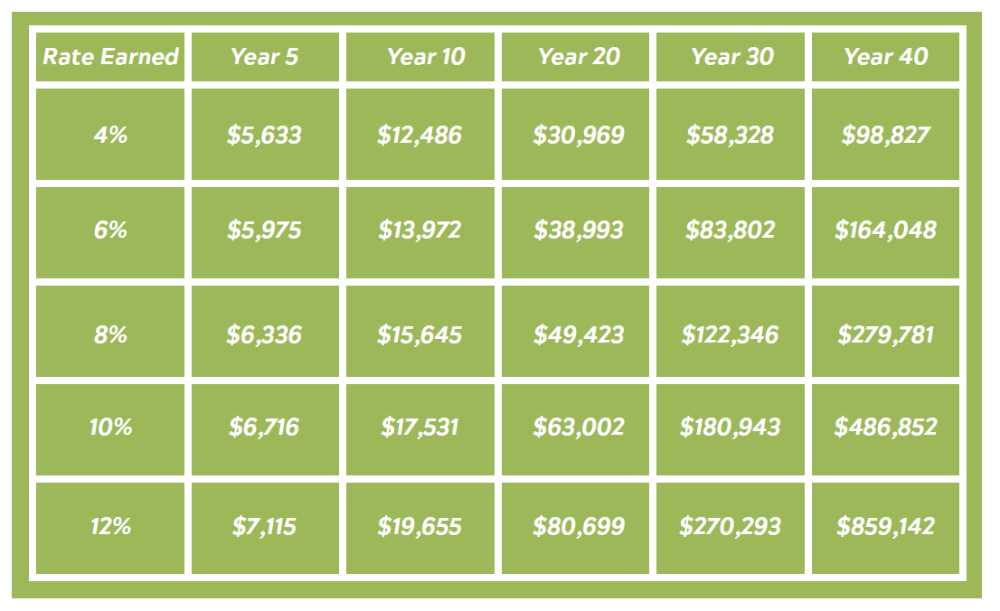 Rate Earned Year 5 Year 10 Year 20 Year 30 Year 40
4% $5,633 $12,486 $30,969 $58,328 $98,827
6% $5,975 $13,972 $38,993 $83,802 $164,048
8% $6,336 $15,645 $49,423 $122,346 $279,781
10% $6,716 $17,531 $63,002 $180,943 $486,852
12% $7,115 $19,655 $80,699 $270,293 $859,142